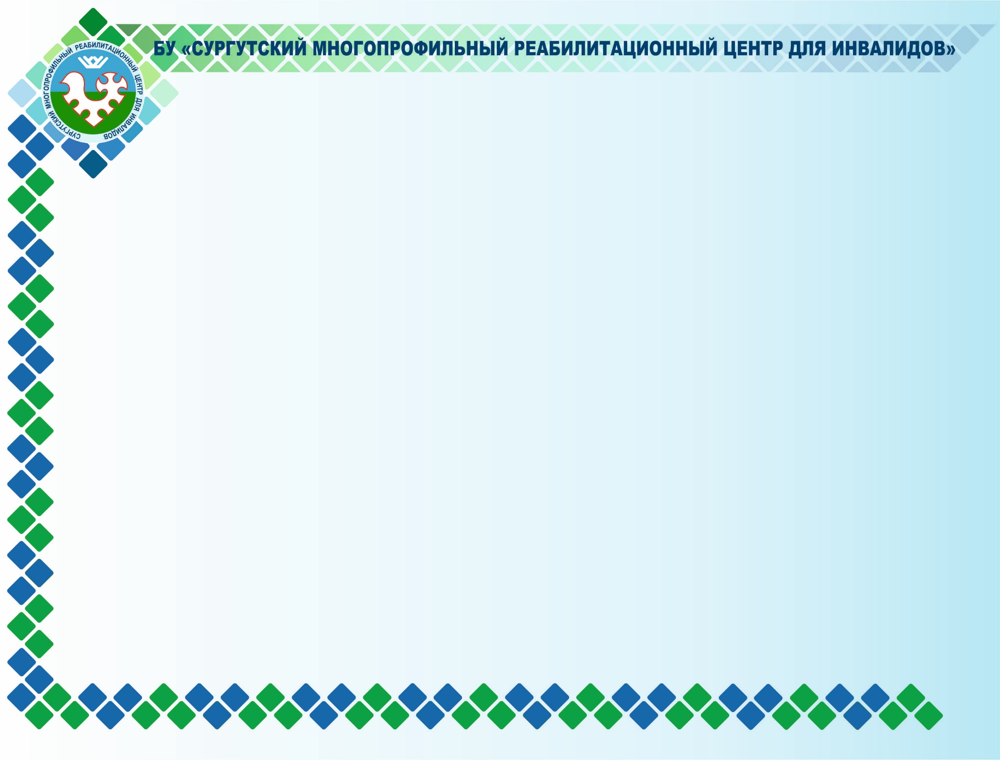 БУ «СУРГУТСКИЙ МНОГОПРОФИЛЬНЫЙ РЕАБИЛИТАЦИОННЫЙ ЦЕНТР ДЛЯ ИНВАЛИДОВ»
СУРГУТСКИЙ МНОГОПРОФИЛЬНЫЙ РЕАБИЛИТАЦИОННЫЙ ЦЕНТР ДЛЯ ИНВАЛИДОВ